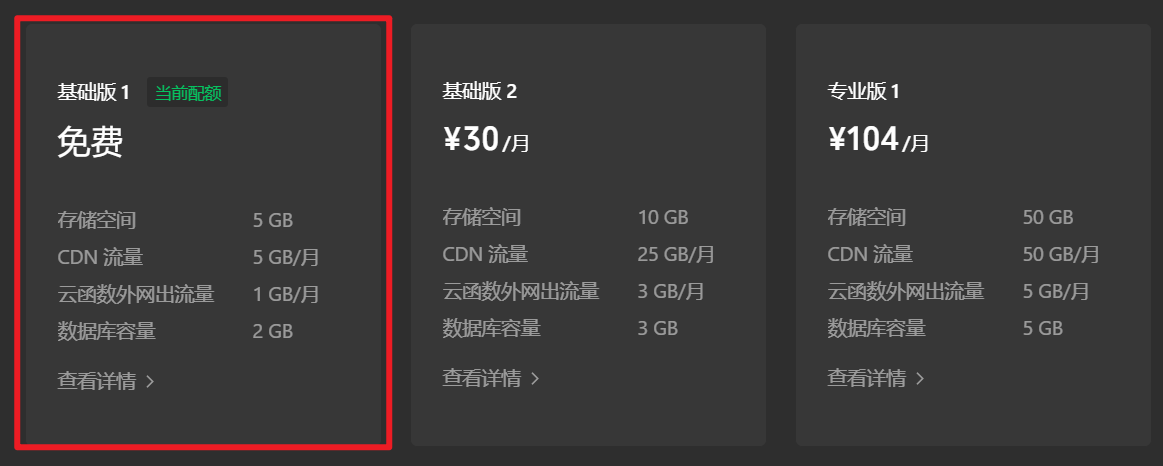 基础版 1 当前配额
免费
存储空间 5 GB
CDN 流量 5 GB/月
云函数外网出流量 1 GB/月
数据库容量 2 GB
查看详情 >
基础版 2
¥30/月
存储空间 10 GB
CDN 流量 25 GB/月
云函数外网出流量 3 GB/月
数据库容量 3 GB
查看详情 >
专业版 1
¥104/月
存储空间 50 GB
CDN 流量 50 GB/月
云函数外网出流量 5 GB/月
数据库容量 5 GB
查看详情 >